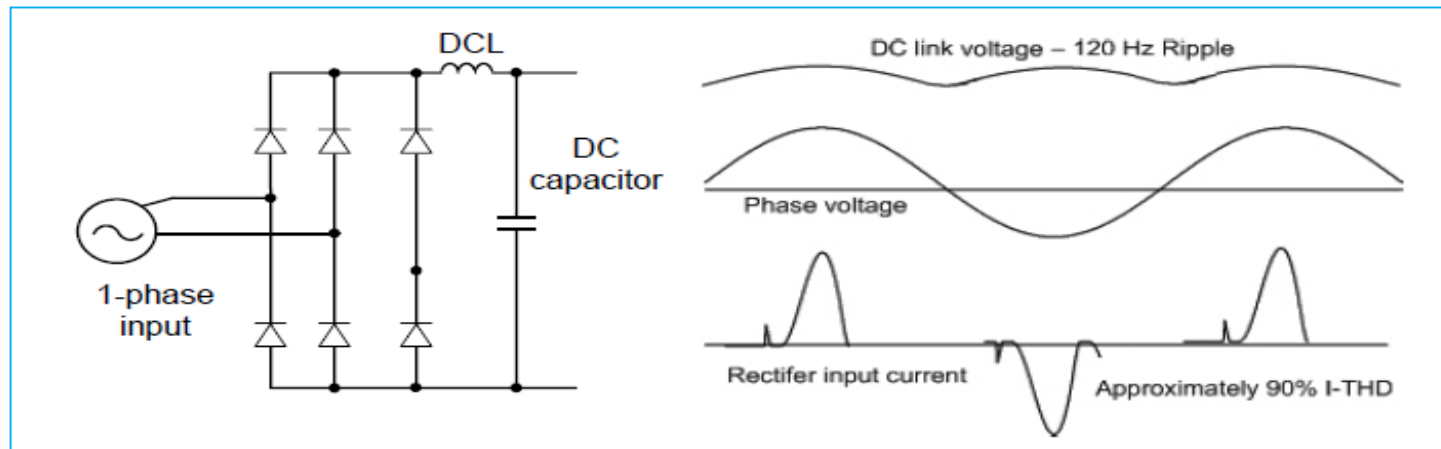 DCL
DC
capacitor
1-phase
input
DC link voltage – 120 Hz Ripple
Phase voltage
Rectifer input current
Approximately 90% I-THD